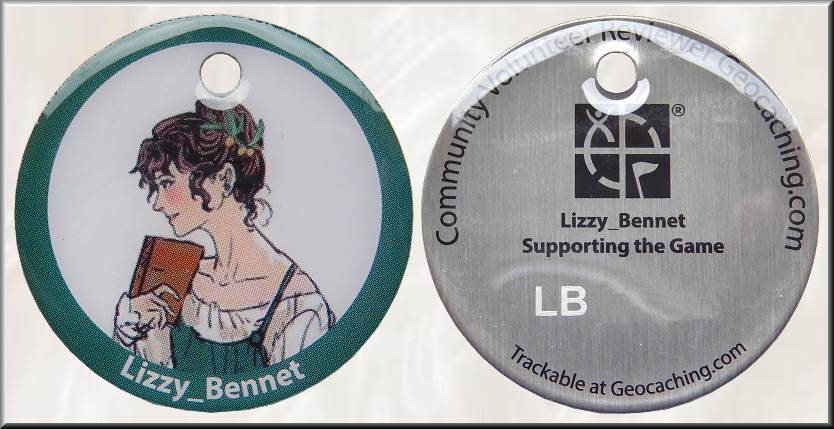 Lizzy_Bennet
Community Volunteer Reviewer Geocaching.com
®
Lizzy_Bennet
Supporting the Game
LB
Trackable at Geocaching.com